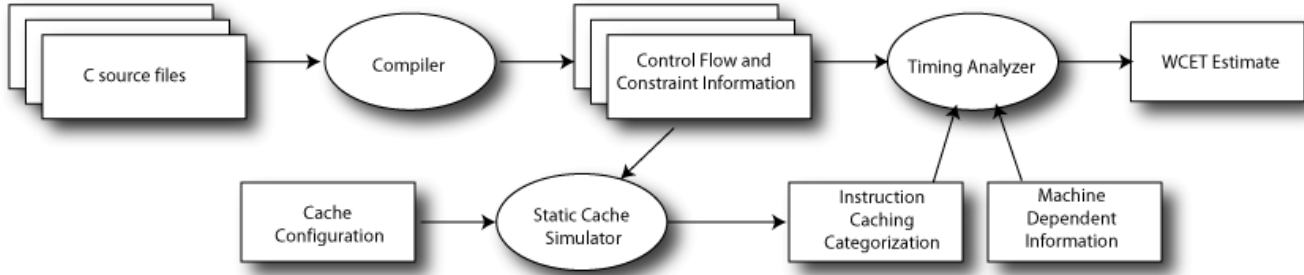 C source files
Compiler
Control Flow and
Constraint Information
Timing Analyzer
WCET Estimate
Cache
Configuration
Static Cache
Simulator
Instruction
Caching
Categorization
Machine
Dependent
Information